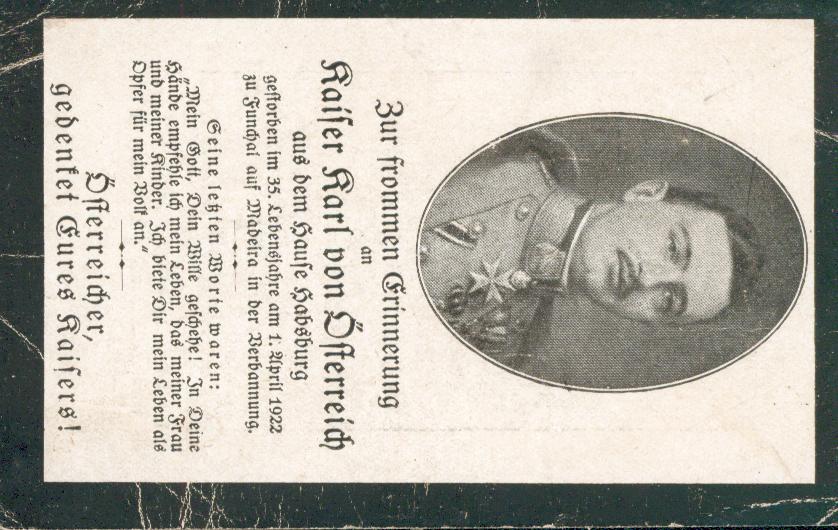 Zur frommen Erinnerung
an
Kaiser Karl von Österreich
aus dem Hause Habsburg
gestorben im 35. Lebensjahre am 1. April 1922
zu Funchal auf Madeira in der Verbannung.
Seine letzten Worte waren:
„Mein Gott, Dein Wille geschehe! In Deine
Hände empfehle ich mein Leben, das meiner Frau
und meiner Kinder. Ich biete Dir mein Leben als
Opfer für mein Volk an.“
Österreicher,
gedenket Eures Kaisers!